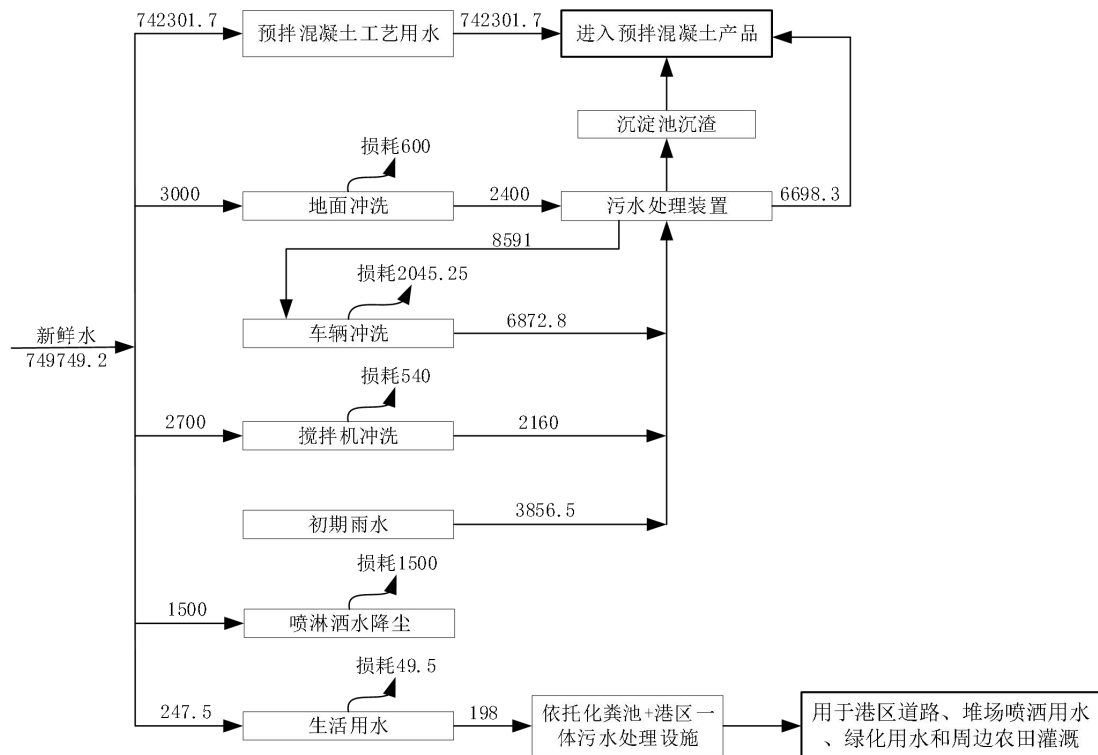 742301.7
预拌混凝土工艺用水
742301.7
进入预拌混凝土产品
沉淀池沉渣
损耗600
3000
地面冲洗
2400
污水处理装置
6698.3
8591
损耗2045.25
车辆冲洗
6872.8
新鲜水
749749.2
损耗540
2700
搅拌机冲洗
2160
初期雨水
3856.5
损耗1500
1500
喷淋洒水降尘
损耗49.5
247.5
生活用水
198
依托化粪池+港区一
体污水处理设施
用于港区道路、堆场喷洒用水
、绿化用水和周边农田灌溉